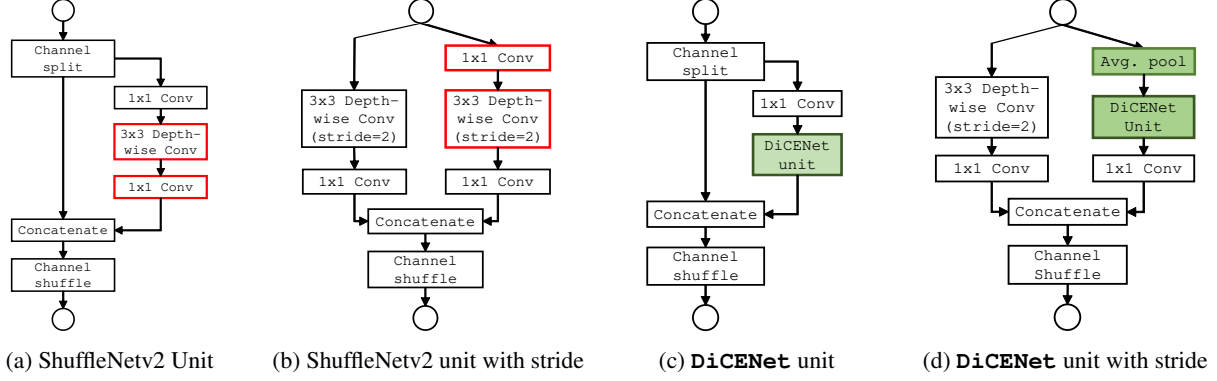 Channel
split
1x1 Conv
3x3 Depth-
wise Conv
1x1 Conv
Concatenate
Channel
shuffle
(a) ShuffleNetv2 Unit
1x1 Conv
3x3 Depth-
wise Conv
(stride=2)
3x3 Depth-
wise Conv
(stride=2)
1x1 Conv
1x1 Conv
Concatenate
Channel
shuffle
(b) ShuffleNetv2 unit with stride
Channel
split
1x1 Conv
DiCENet
unit
Concatenate
Channel
shuffle
(c) DiCENet unit
Avg. pool
3x3 Depth-
wise Conv
(stride=2)
DiCENet
Unit
1x1 Conv
1x1 Conv
Concatenate
Channel
Shuffle
(d) DiCENet unit with stride